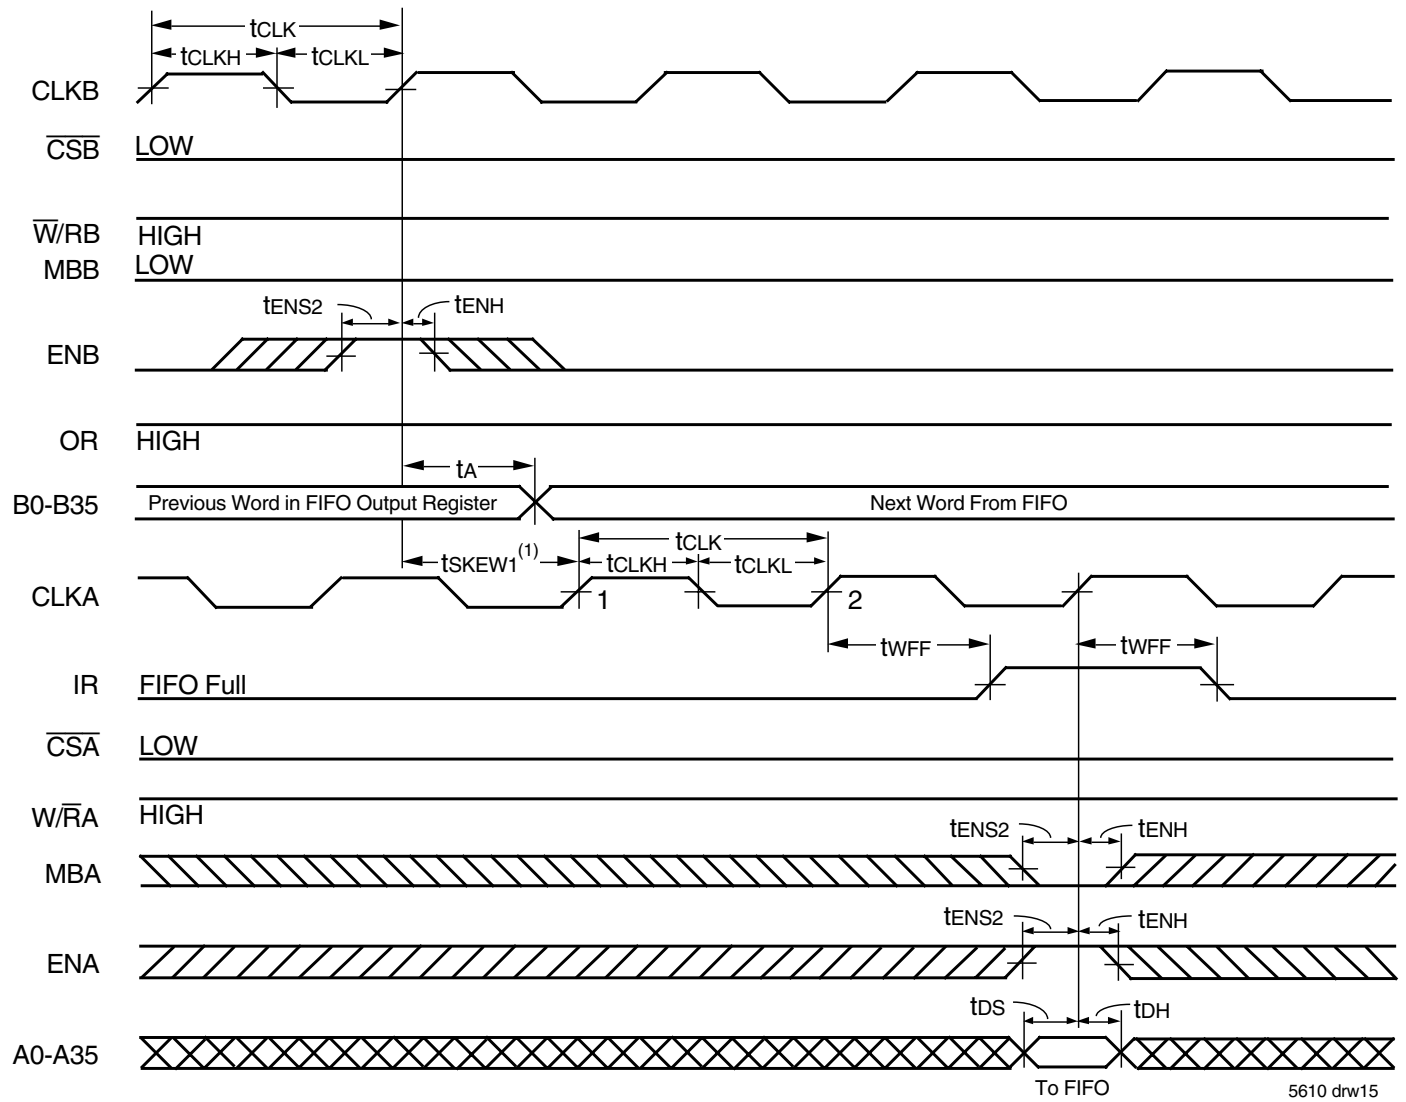 tCLK
tCLKH tCLKL
CLKB
CSB LOW
W/RB HIGH
MBB LOW
tENS2 tENH
ENB
OR HIGH
tA
B0-B35 Previous Word in FIFO Output Register Next Word From FIFO
tCLK
tSKEW1(1) tCLKH tCLKL
CLKA 1 2
tWFF tWFF
IR FIFO Full
CSA LOW
W/RA HIGH
tENS2 tENH
MBA
tENS2 tENH
ENA
tDS tDH
A0-A35
To FIFO
5610 drw15